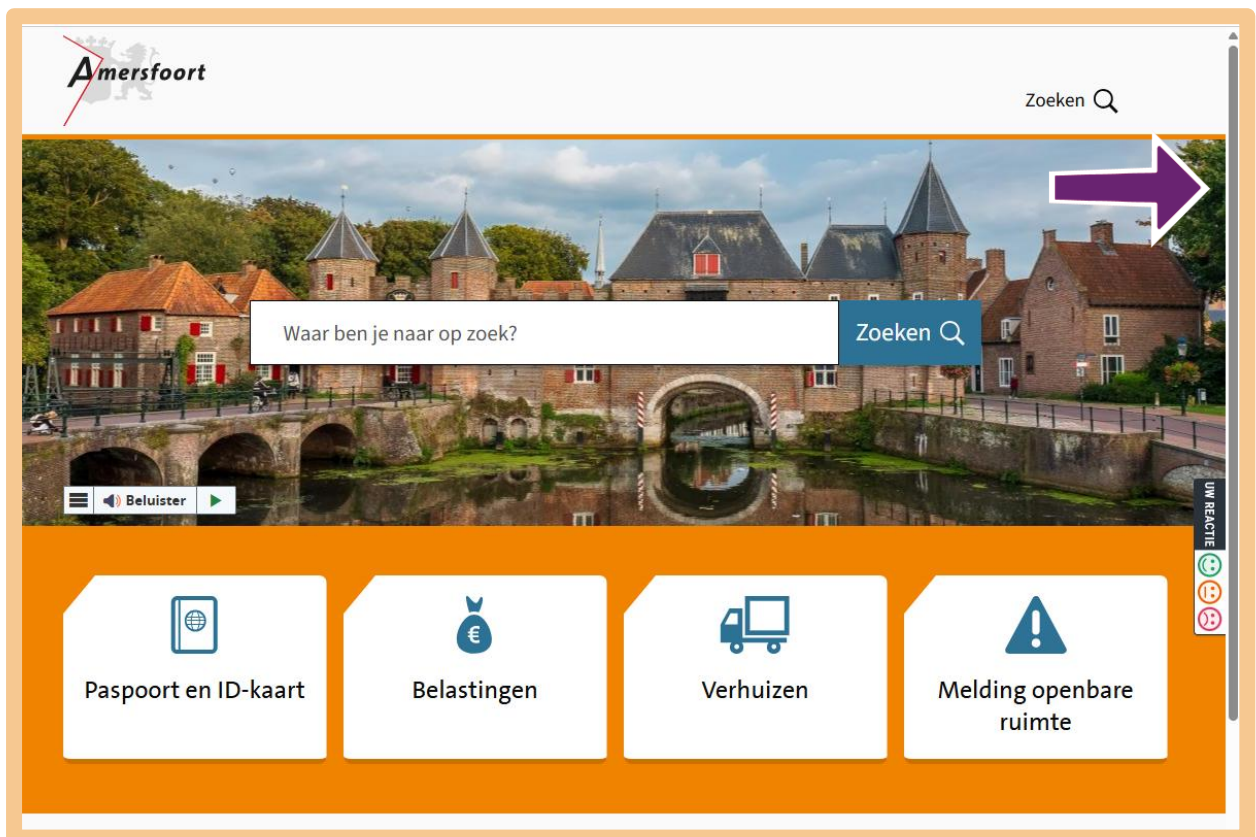 Amersfoort
Zoeken
Waar ben je naar op zoek?
Zoeken
Beluister
UW REACTIE
Paspoort en ID-kaart
€
Belastingen
Verhuizen
Melding openbare
ruimte